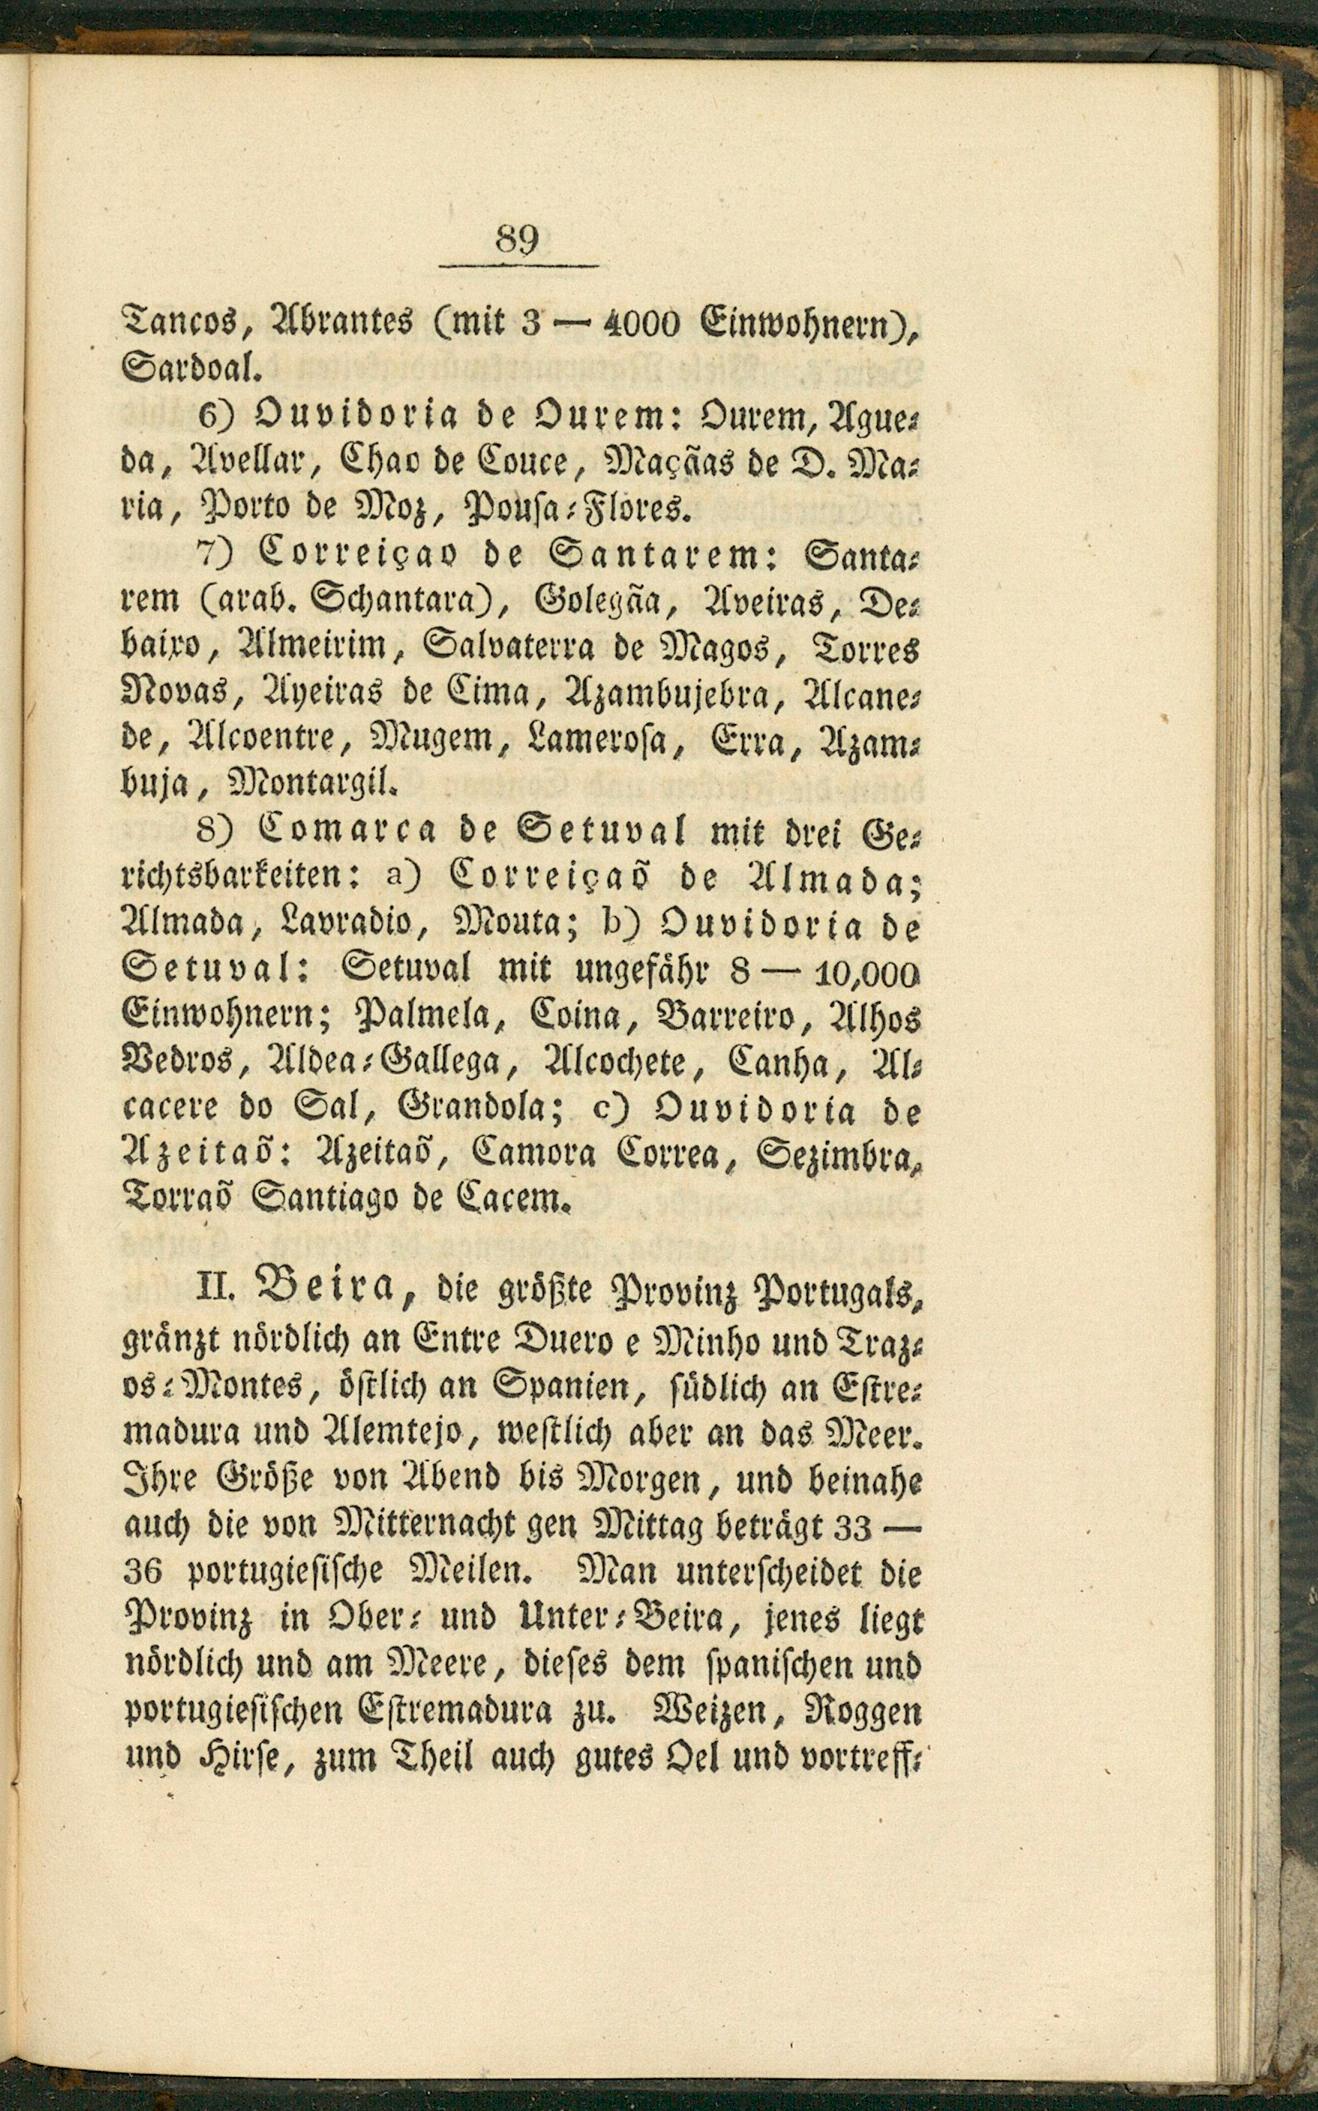 89
Tancos, Abrantes (mit 3 — 4000 Einwohnern),
Sardoal.
6) Ouvidoria de Ourem: Ourem, Ague-
da, Avellar, Chao de Couce, Maçãas de D. Ma-
ria, Porto de Moz, Pousa-Flores.
7) Correiçao de Santarem: Santa-
rem (arab. Schantara), Golegãa, Aveiras, De-
bairo, Almeirim, Salvaterra de Magos, Torres
Novas, Ayeiras de Cima, Azambujebra, Alcane-
de, Alcoentre, Mugem, Lamerosa, Erra, Azam-
buja, Montargil.
8) Comarca de Setuval mit drei Ge-
richtsbarkeiten: a) Correiçaõ de Almada;
Almada, Lavradio, Mouta; b) Ouvidoria de
Setuval: Setuval mit ungefähr 8 — 10,000
Einwohnern; Palmela, Coina, Barreiro, Alhos
Vedros, Aldea-Gallega, Alcochete, Canha, Al-
cacere do Sal, Grandola; c) Ouvidoria de
Azeitaõ: Azeitaõ, Camora Correa, Sezimbra,
Torraõ Santiago de Cacem.
II. Beira, die größte Provinz Portugals,
gränzt nördlich an Entre Duero e Minho und Traz-
os-Montes, östlich an Spanien, südlich an Estre-
madura und Alemtejo, westlich aber an das Meer.
Ihre Größe von Abend bis Morgen, und beinahe
auch die von Mitternacht gen Mittag beträgt 33 —
36 portugiesische Meilen. Man unterscheidet die
Provinz in Ober- und Unter-Beira, jenes liegt
nördlich und am Meere, dieses dem spanischen und
portugiesischen Estremadura zu. Weizen, Roggen
und Hirse, zum Theil auch gutes Oel und vortreff-